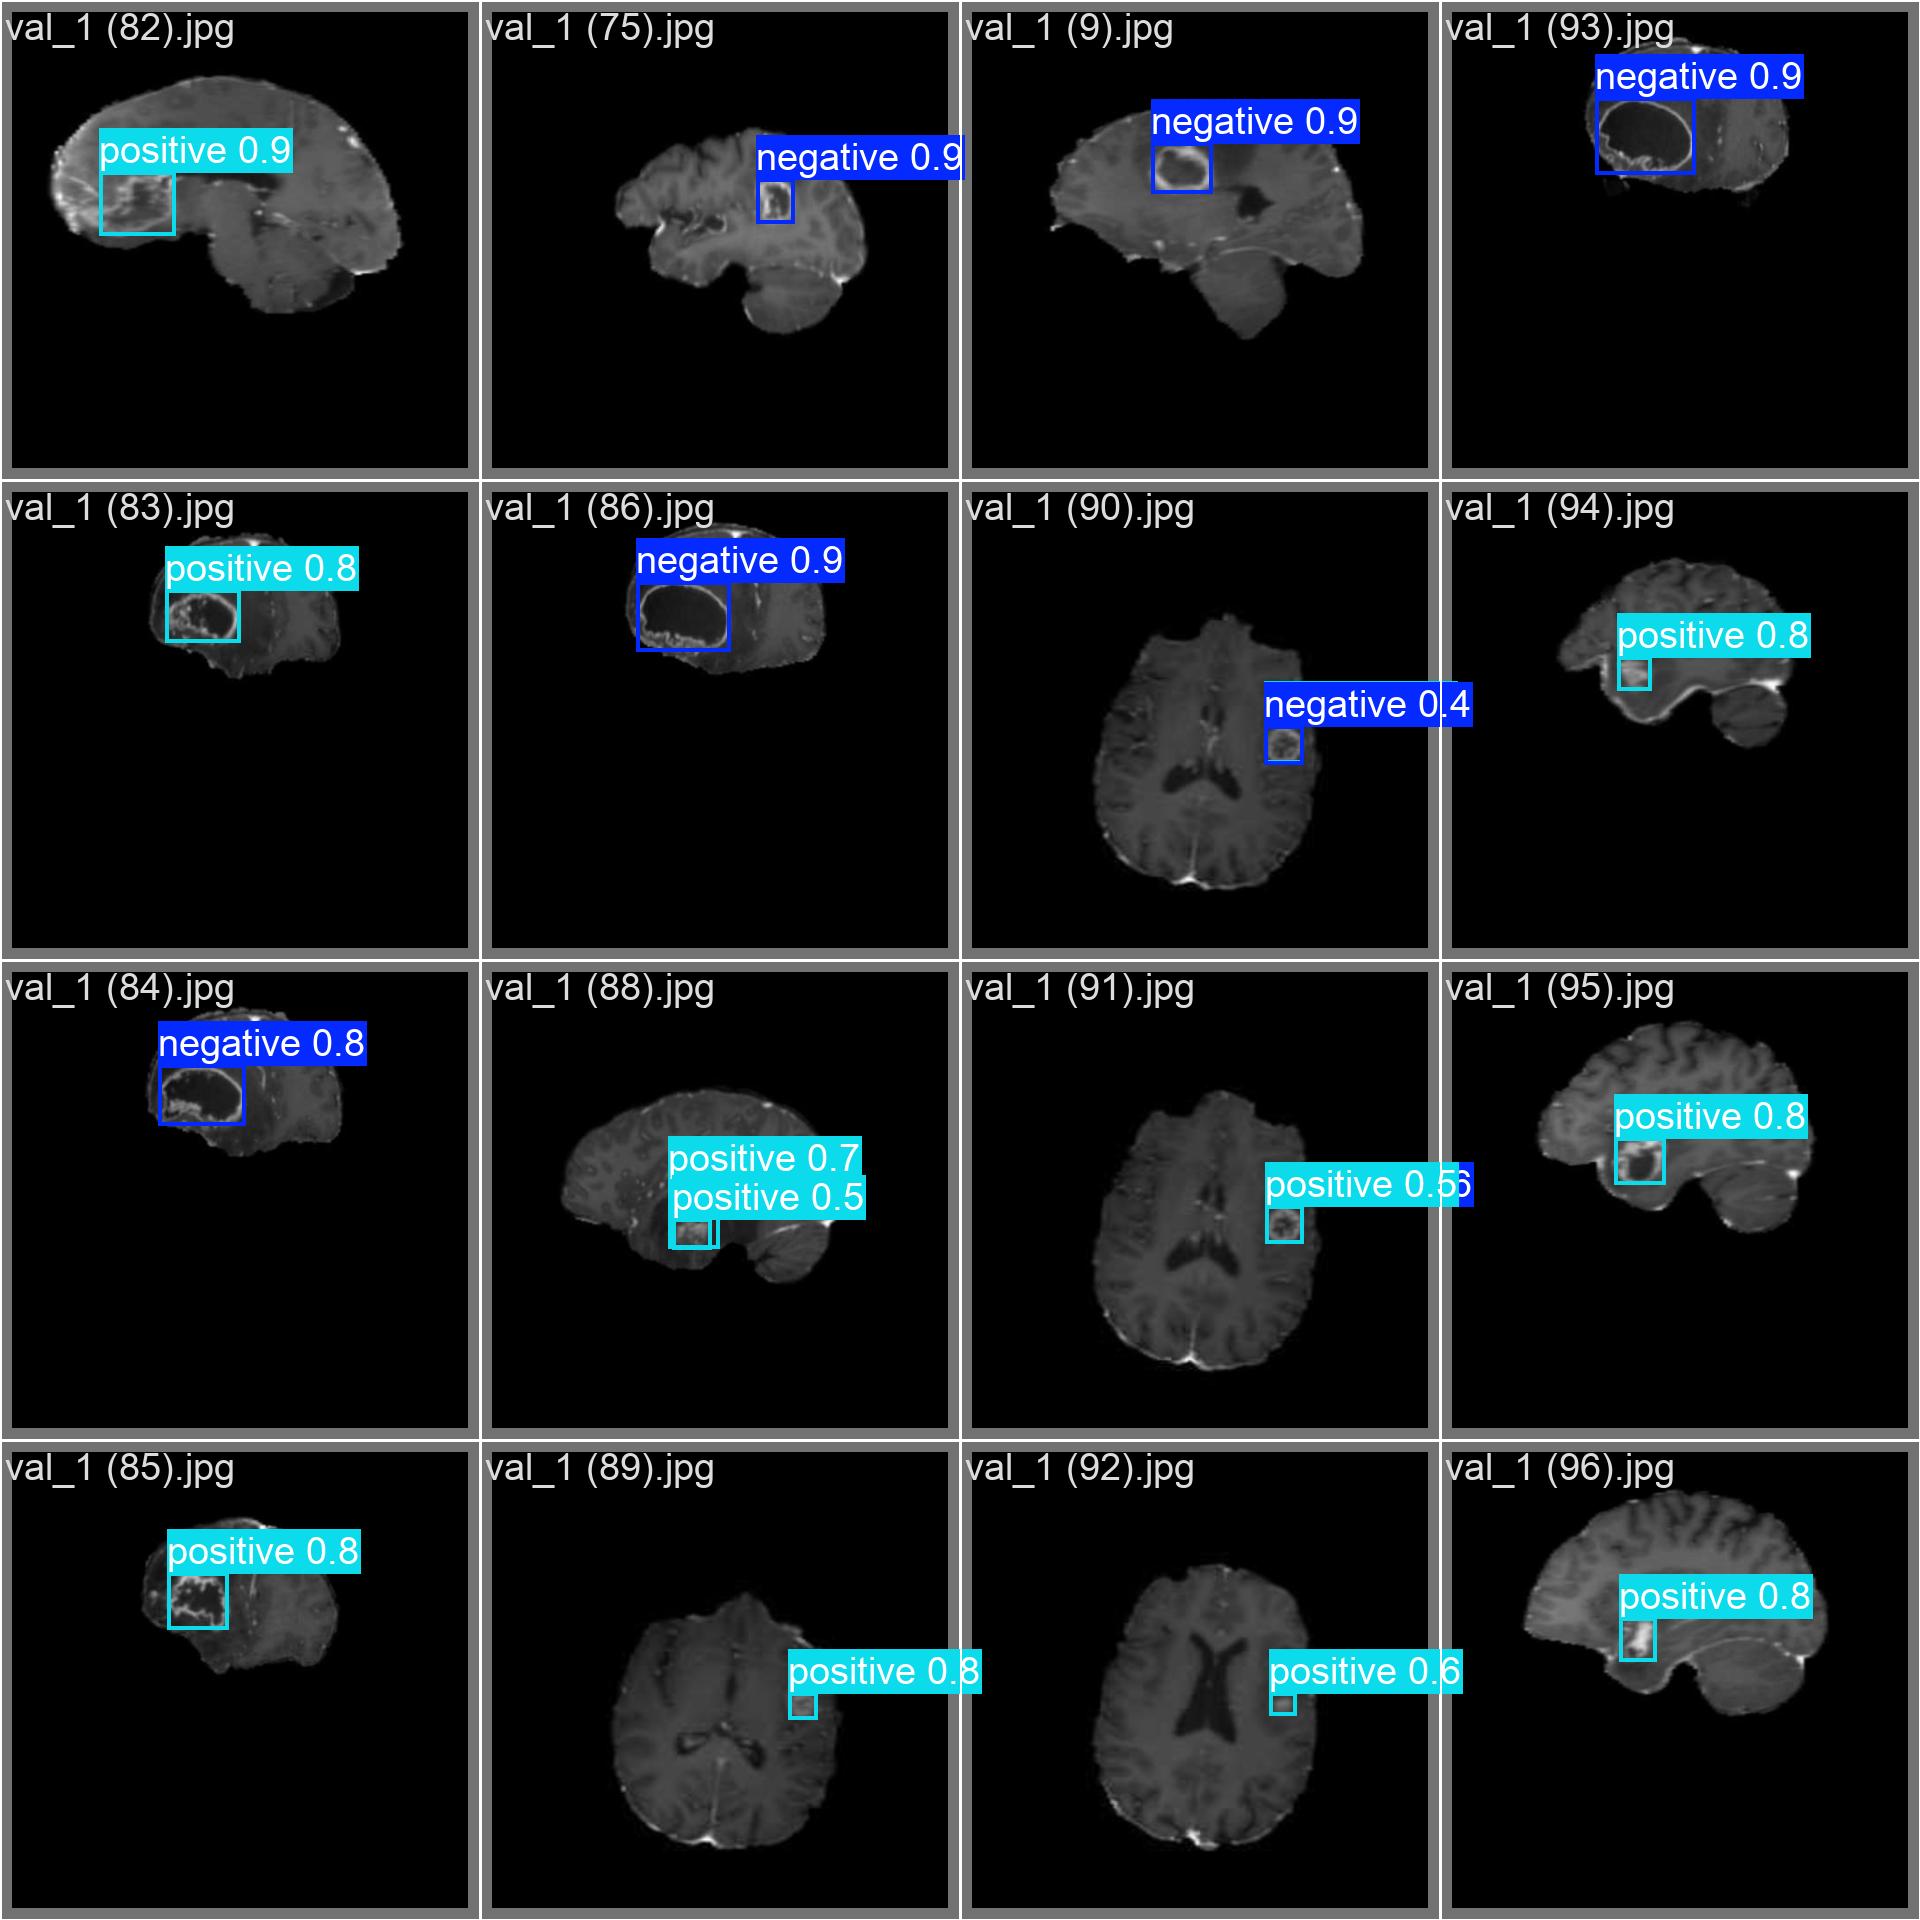 val_1 (82).jpg
positive 0.9
val_1 (75).jpg
negative 0.9
val_1 (9).jpg
negative 0.9
val_1 (93).jpg
negative 0.9
val_1 (83).jpg
positive 0.8
val_1 (86).jpg
negative 0.9
val_1 (90).jpg
negative 0.4
val_1 (94).jpg
positive 0.8
val_1 (84).jpg
negative 0.8
val_1 (88).jpg
positive 0.7
positive 0.5
val_1 (91).jpg
positive 0.5
val_1 (95).jpg
positive 0.8
val_1 (85).jpg
positive 0.8
val_1 (89).jpg
positive 0.8
val_1 (92).jpg
positive 0.6
val_1 (96).jpg
positive 0.8